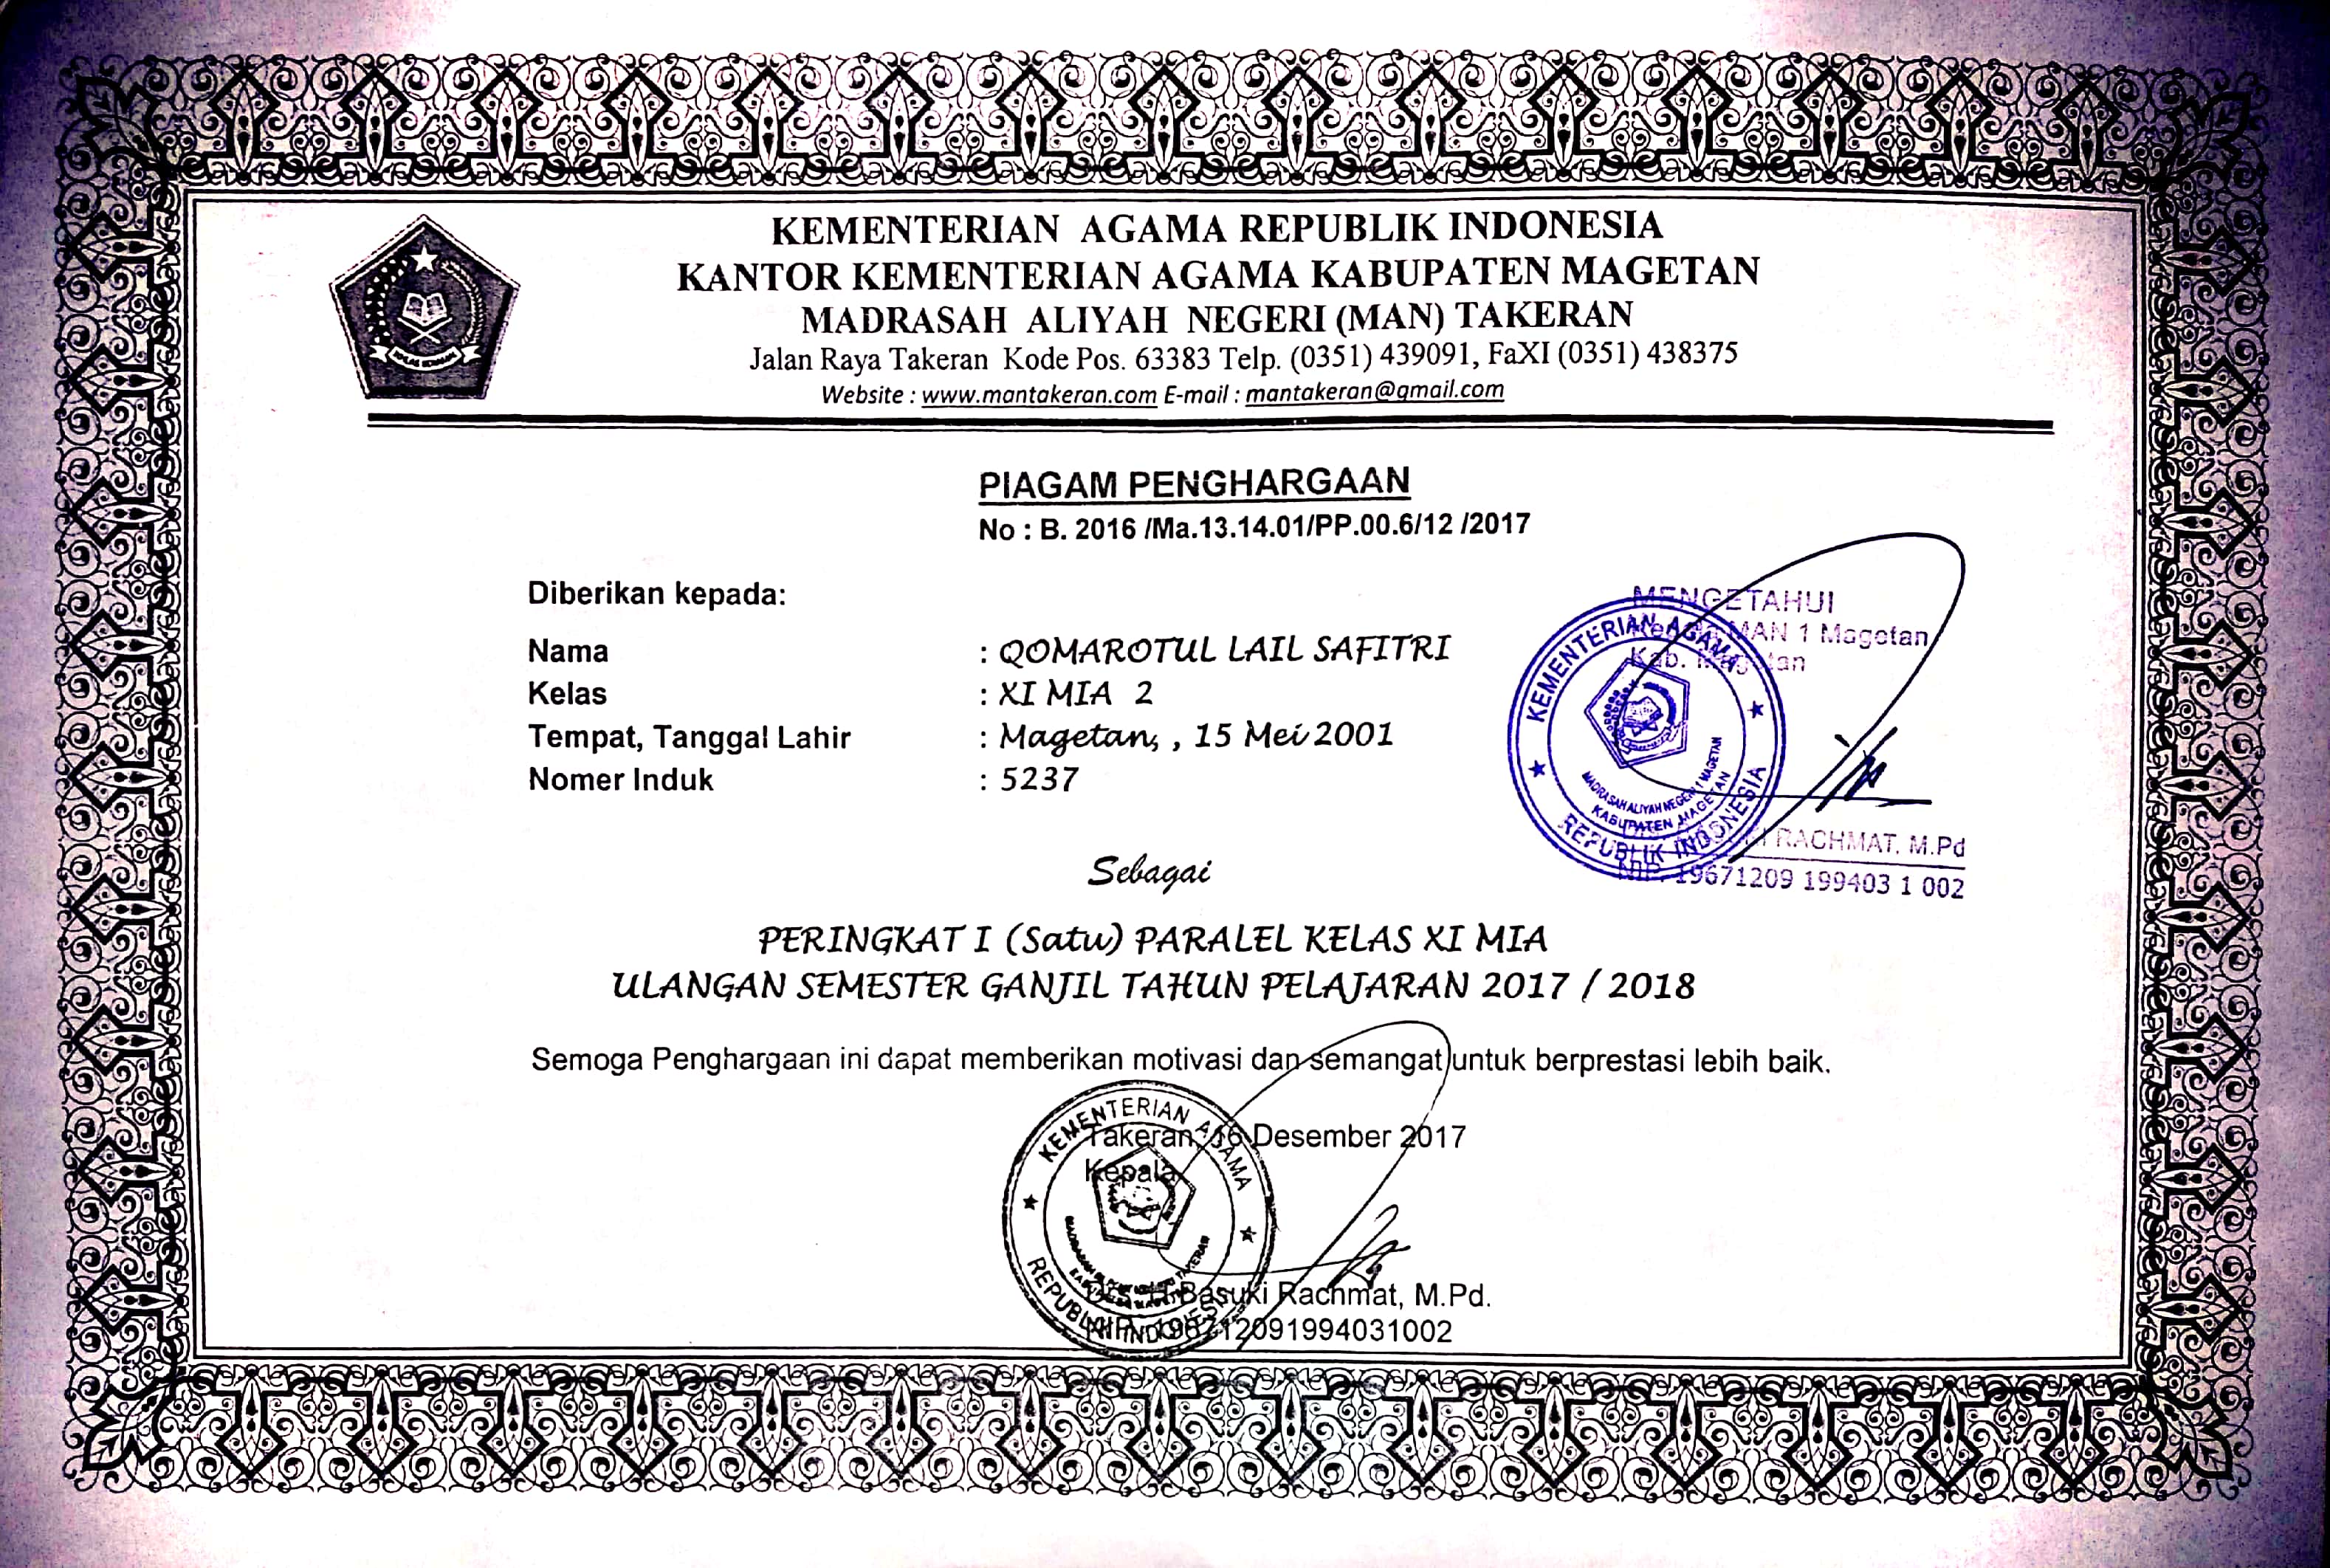 KEMENTERIAN AGAMA REPUBLIK INDONESIA
KANTOR KEMENTERIAN AGAMA KABUPATEN MAGETAN
MADRASAH ALIYAH NEGERI (MAN) TAKERAN
Jalan Raya Takeran Kode Pos. 63383 Telp. (0351) 439091, FaXI (0351) 438375
Website : www.mantakeran.com E-mail : mantakeran@gmail.com
PIAGAM PENGHARGAAN
No : B. 2016 /Ma.13.14.01/PP.00.6/12 /2017
Diberikan kepada:
Nama : QOMAROTUL LAIL SAFITRI
Kelas : XI MIA 2
Tempat, Tanggal Lahir : Magetan, , 15 Mei 2001
Nomer Induk : 5237
MENGETAHUI
MAN 1 Magetan
Kab. Magetan
KEMENTERIAN AGAMA
MADRASAH ALIYAH NEGERI 1 MAGETAN
KABUPATEN MAGETAN
REPUBLIK INDONESIA
RACHMAT. M.Pd
NIP. 19671209 199403 1 002
Sebagai
PERINGKAT I (Satu) PARALEL KELAS XI MIA
ULANGAN SEMESTER GANJIL TAHUN PELAJARAN 2017 / 2018
Semoga Penghargaan ini dapat memberikan motivasi dan semangat untuk berprestasi lebih baik.
Takeran, 16 Desember 2017
Kepala
KEMENTERIAN AGAMA
REPUBLIK INDONESIA
Basuki Rachmat, M.Pd.
NIP. 196712091994031002